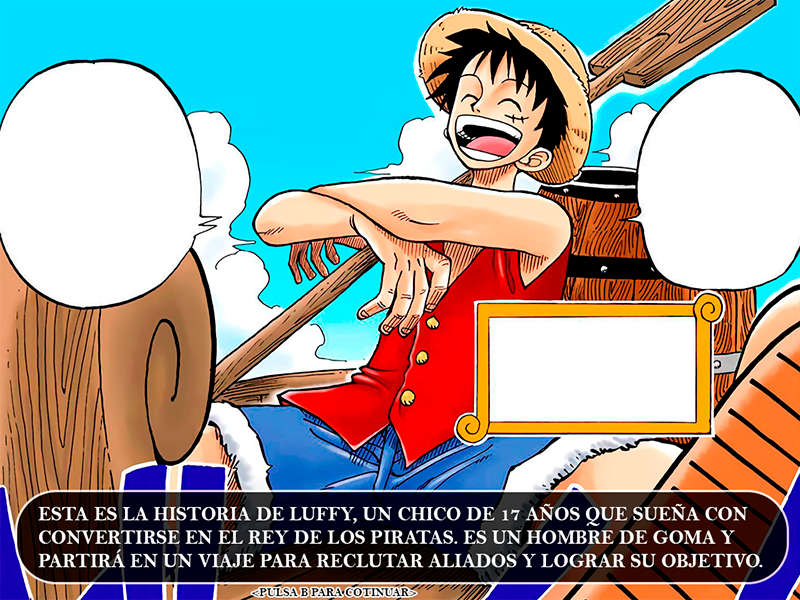 ESTA ES LA HISTORIA DE LUFFY, UN CHICO DE 17 AÑOS QUE SUEÑA CON
CONVERTIRSE EN EL REY DE LOS PIRATAS. ES UN HOMBRE DE GOMA Y
PARTIRÁ EN UN VIAJE PARA RECLUTAR ALIADOS Y LOGRAR SU OBJETIVO.
<PULSA B PARA COTINUAR>